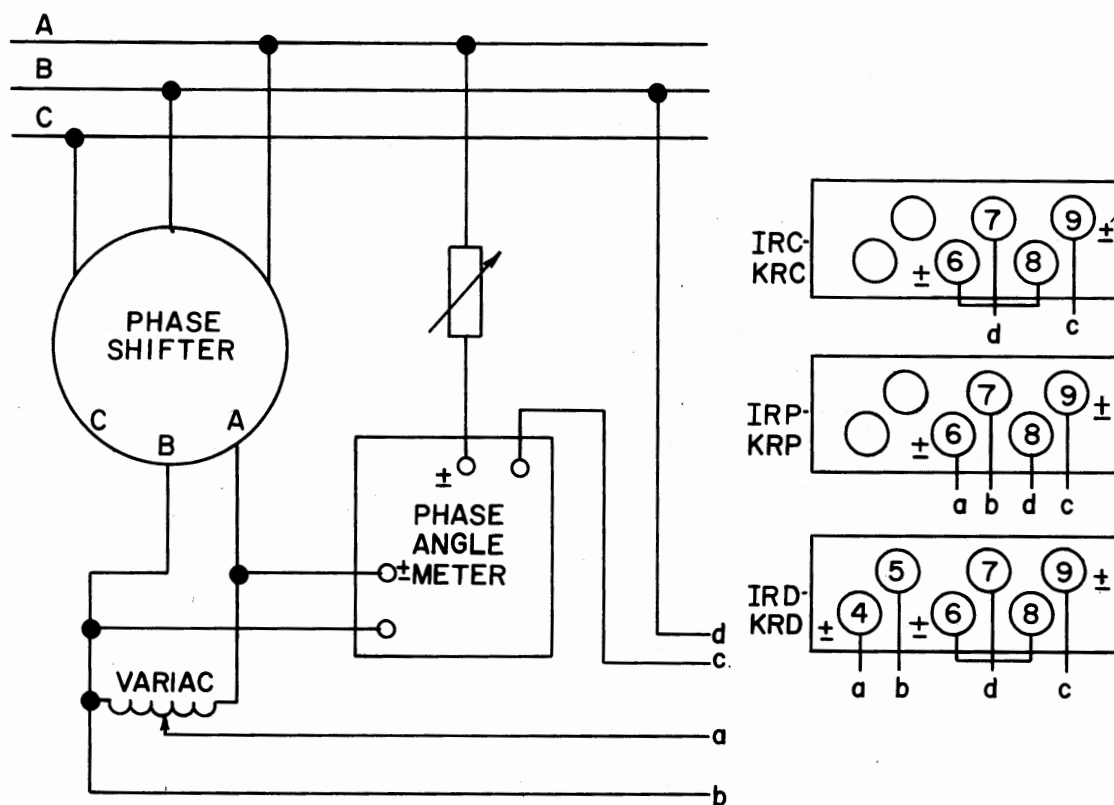 A
B
C
PHASE
SHIFTER
C
B
A
±
PHASE
ANGLE
± METER
VARIAC
d
c.
a
b
IRC-
KRC
7
9
±
±
6
8
d
c
IRP-
KRP
7
9
±
±
6
8
a b d c
IRD-
KRD
5
7
9
±
±
4
±
6
8
a b d c